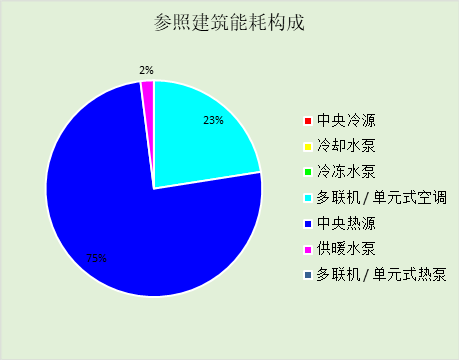 参照建筑能耗构成
2%
23%
75%
中央冷源
冷却水泵
冷冻水泵
多联机/单元式空调
中央热源
供暖水泵
多联机/单元式热泵